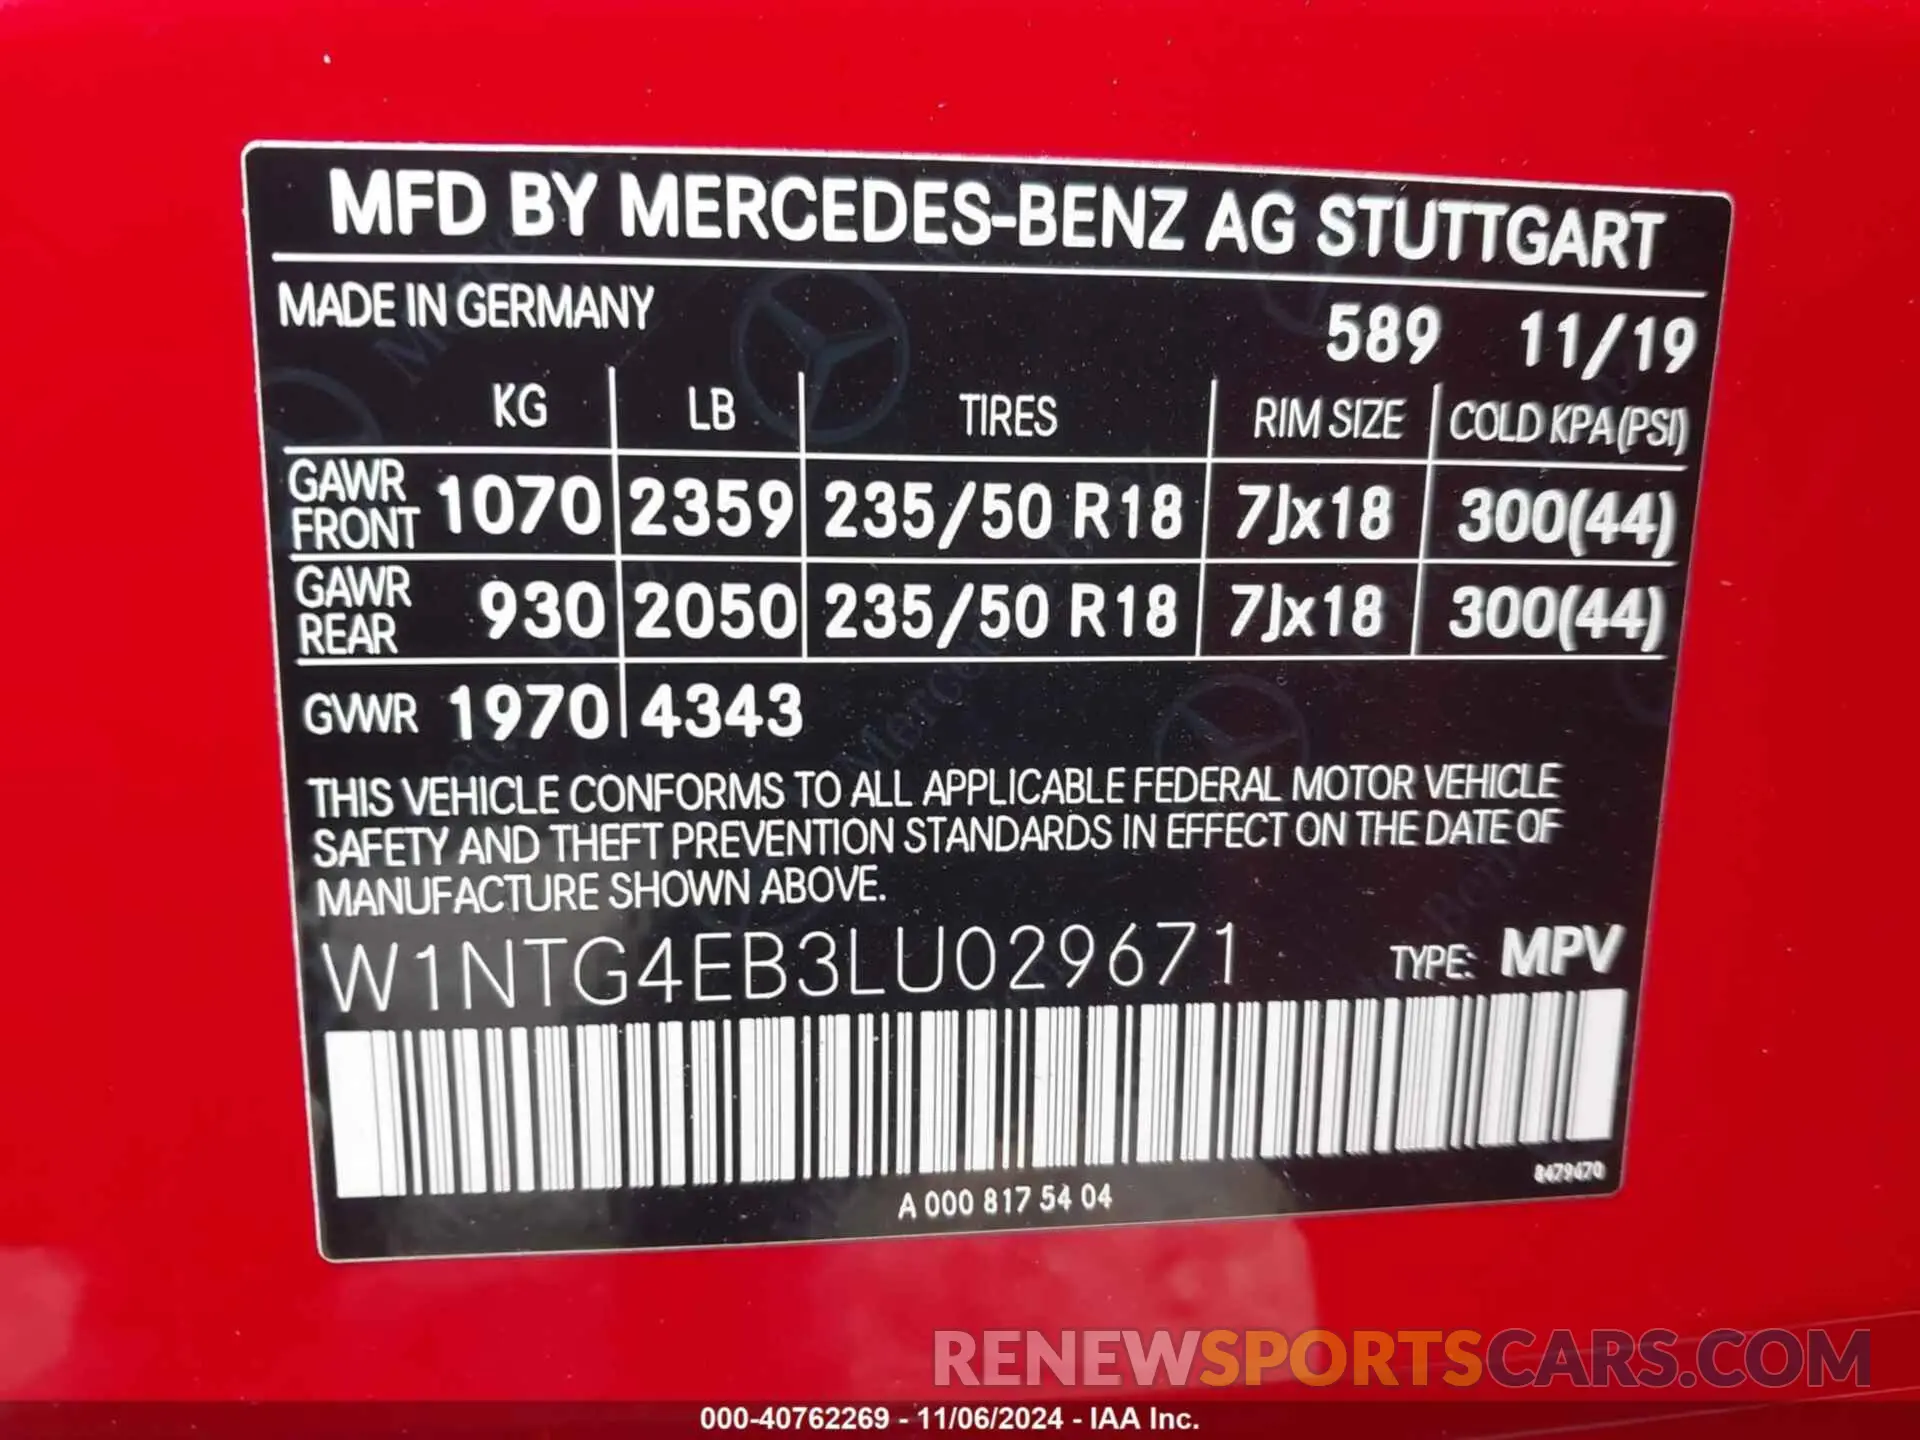 MFD BY MERCEDES-BENZ AG STUTTGART
MADE IN GERMANY 589 11/19
KG LB TIRES RIM SIZE COLD KPA(PSI)
GAWR FRONT 1070 2359 235/50 R18 7Jx18 300(44)
GAWR REAR 930 2050 235/50 R18 7Jx18 300(44)
GVWR 1970 4343
THIS VEHICLE CONFORMS TO ALL APPLICABLE FEDERAL MOTOR VEHICLE
SAFETY AND THEFT PREVENTION STANDARDS IN EFFECT ON THE DATE OF
MANUFACTURE SHOWN ABOVE.
W1NTG4EB3LU029671 TYPE: MPV
8479670
A 000 817 54 04
RENEWSPORTSCARS.COM
000-40762269 - 11/06/2024 - IAA Inc.